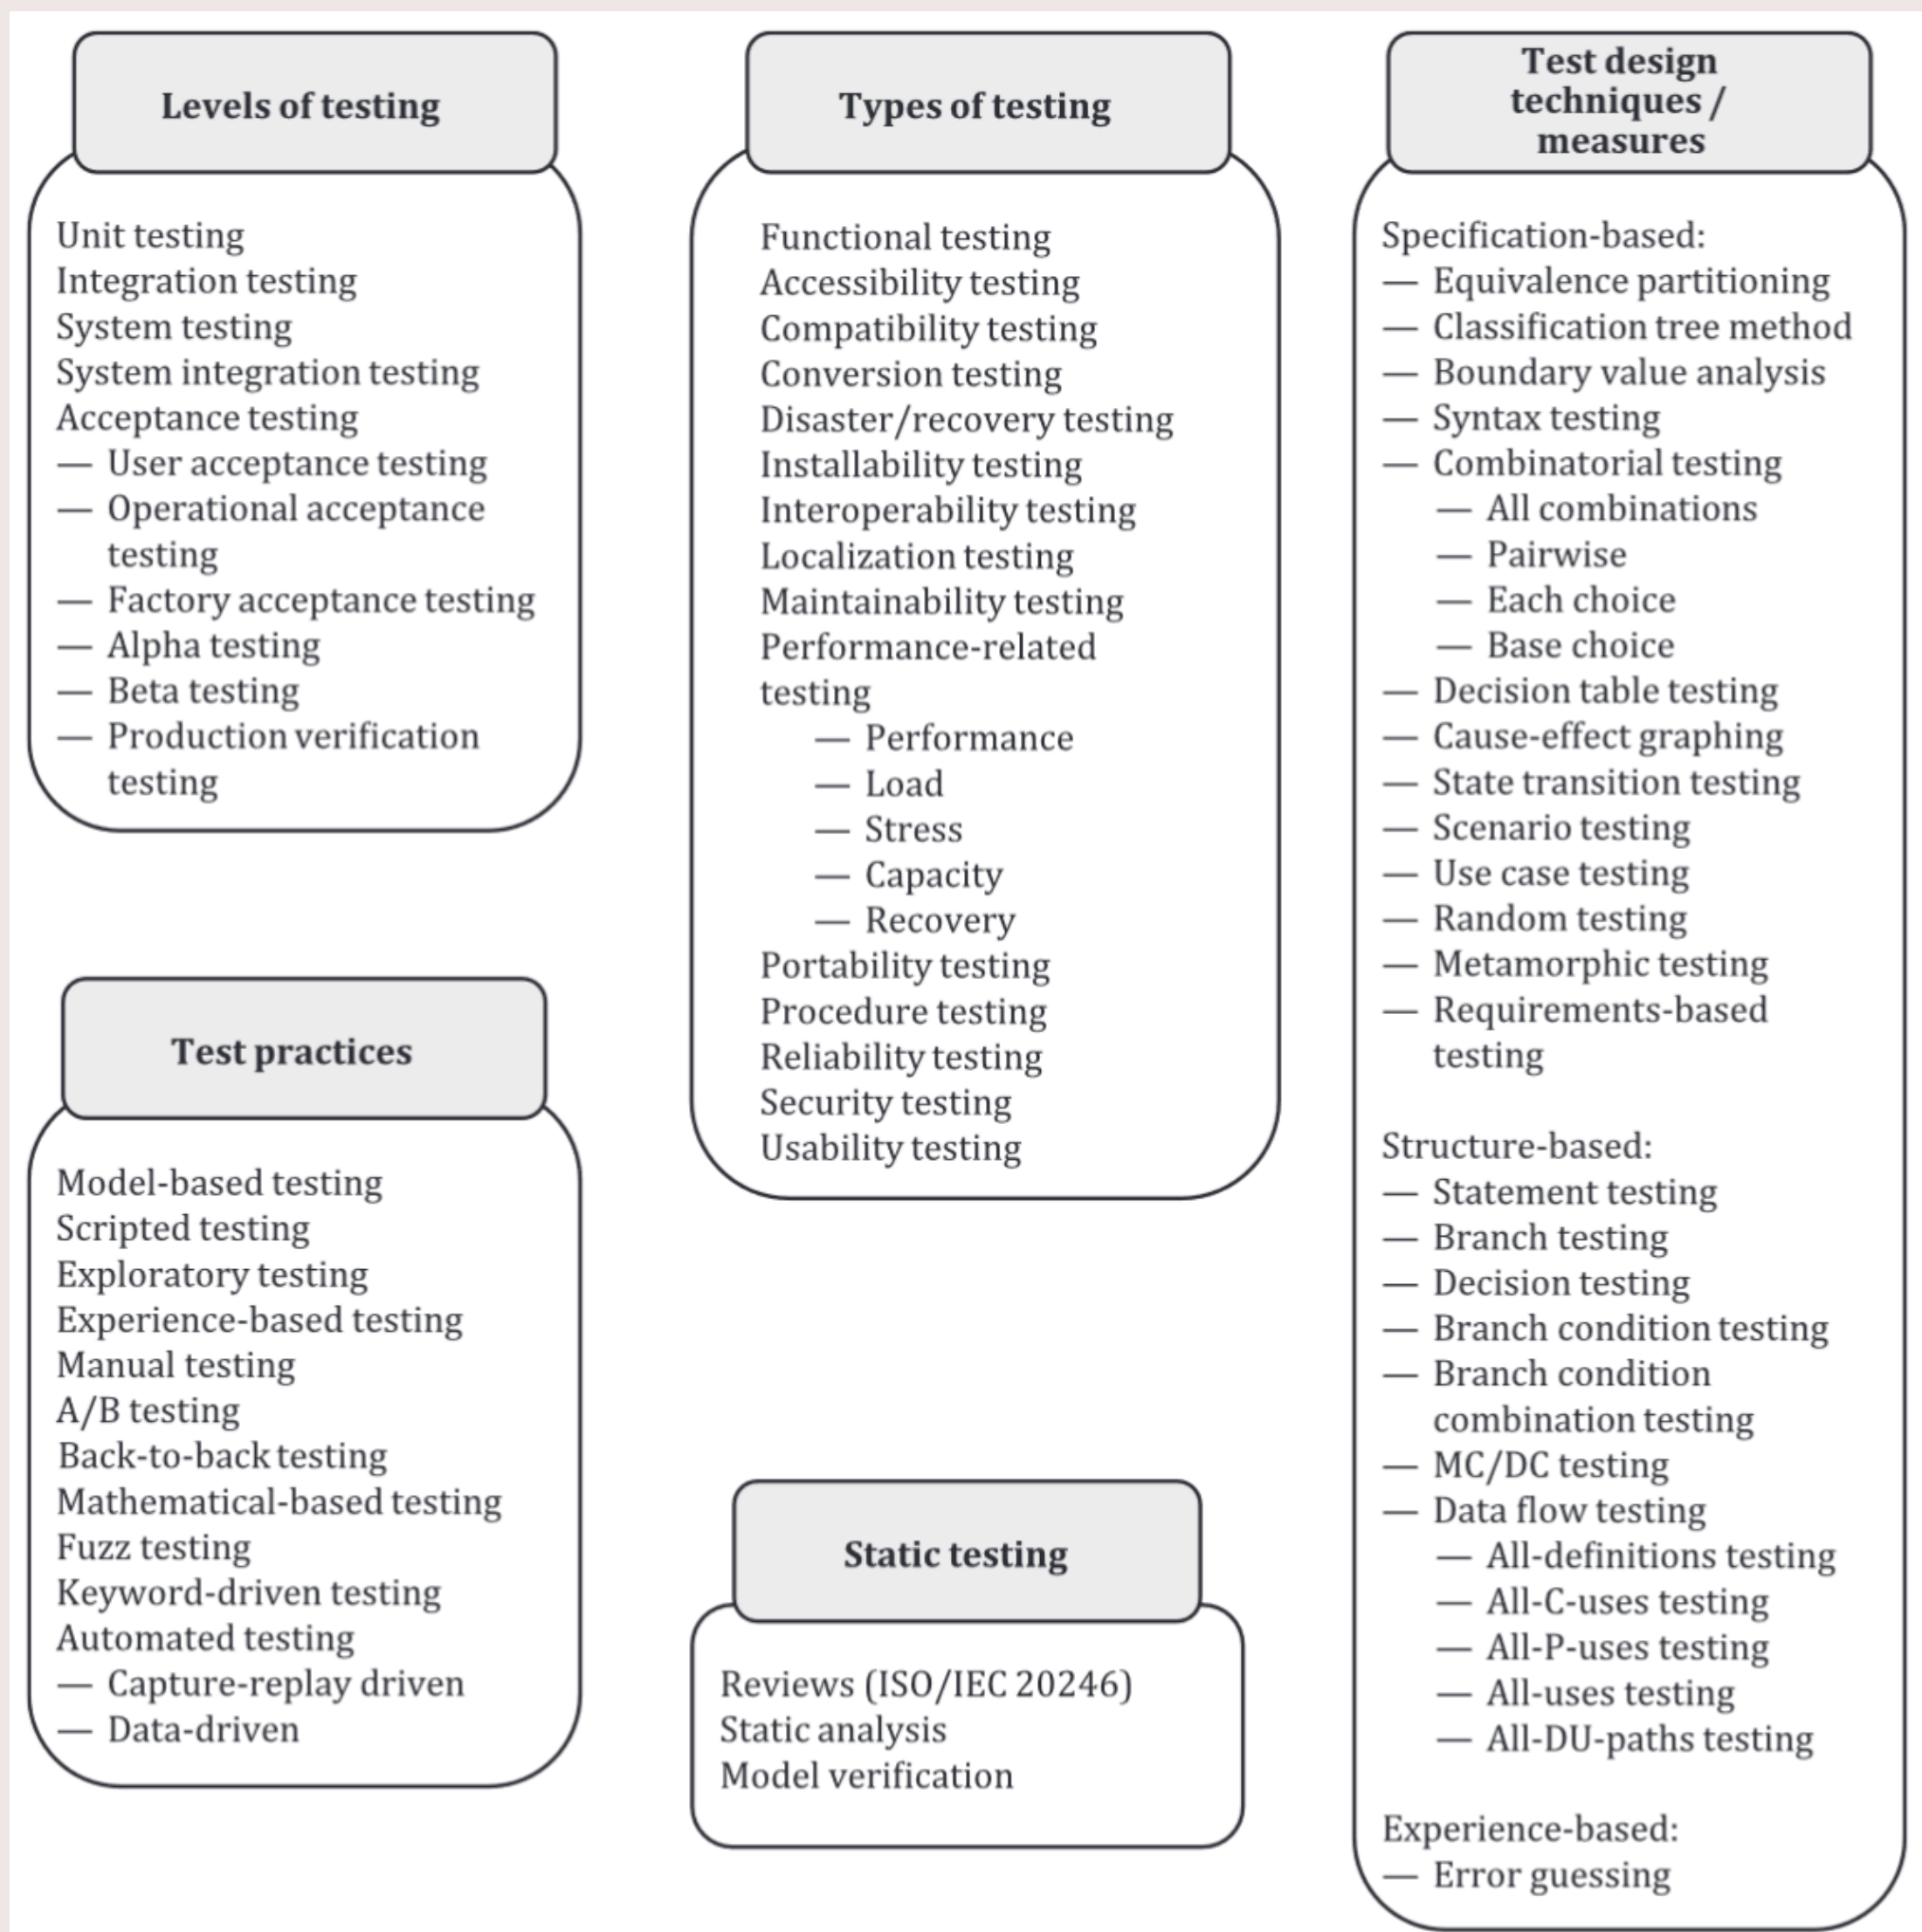 Levels of testing
Unit testing
Integration testing
System testing
System integration testing
Acceptance testing
— User acceptance testing
— Operational acceptance
testing
— Factory acceptance testing
— Alpha testing
— Beta testing
— Production verification
testing
Test practices
Model-based testing
Scripted testing
Exploratory testing
Experience-based testing
Manual testing
A/B testing
Back-to-back testing
Mathematical-based testing
Fuzz testing
Keyword-driven testing
Automated testing
— Capture-replay driven
— Data-driven
Types of testing
Functional testing
Accessibility testing
Compatibility testing
Conversion testing
Disaster/recovery testing
Installability testing
Interoperability testing
Localization testing
Maintainability testing
Performance-related
testing
— Performance
— Load
— Stress
— Capacity
— Recovery
Portability testing
Procedure testing
Reliability testing
Security testing
Usability testing
Static testing
Reviews (ISO/IEC 20246)
Static analysis
Model verification
Test design
techniques /
measures
Specification-based:
— Equivalence partitioning
— Classification tree method
— Boundary value analysis
— Syntax testing
— Combinatorial testing
— All combinations
— Pairwise
— Each choice
— Base choice
— Decision table testing
— Cause-effect graphing
— State transition testing
— Scenario testing
— Use case testing
— Random testing
— Metamorphic testing
— Requirements-based
testing
Structure-based:
— Statement testing
— Branch testing
— Decision testing
— Branch condition testing
— Branch condition
combination testing
— MC/DC testing
— Data flow testing
— All-definitions testing
— All-C-uses testing
— All-P-uses testing
— All-uses testing
— All-DU-paths testing
Experience-based:
— Error guessing